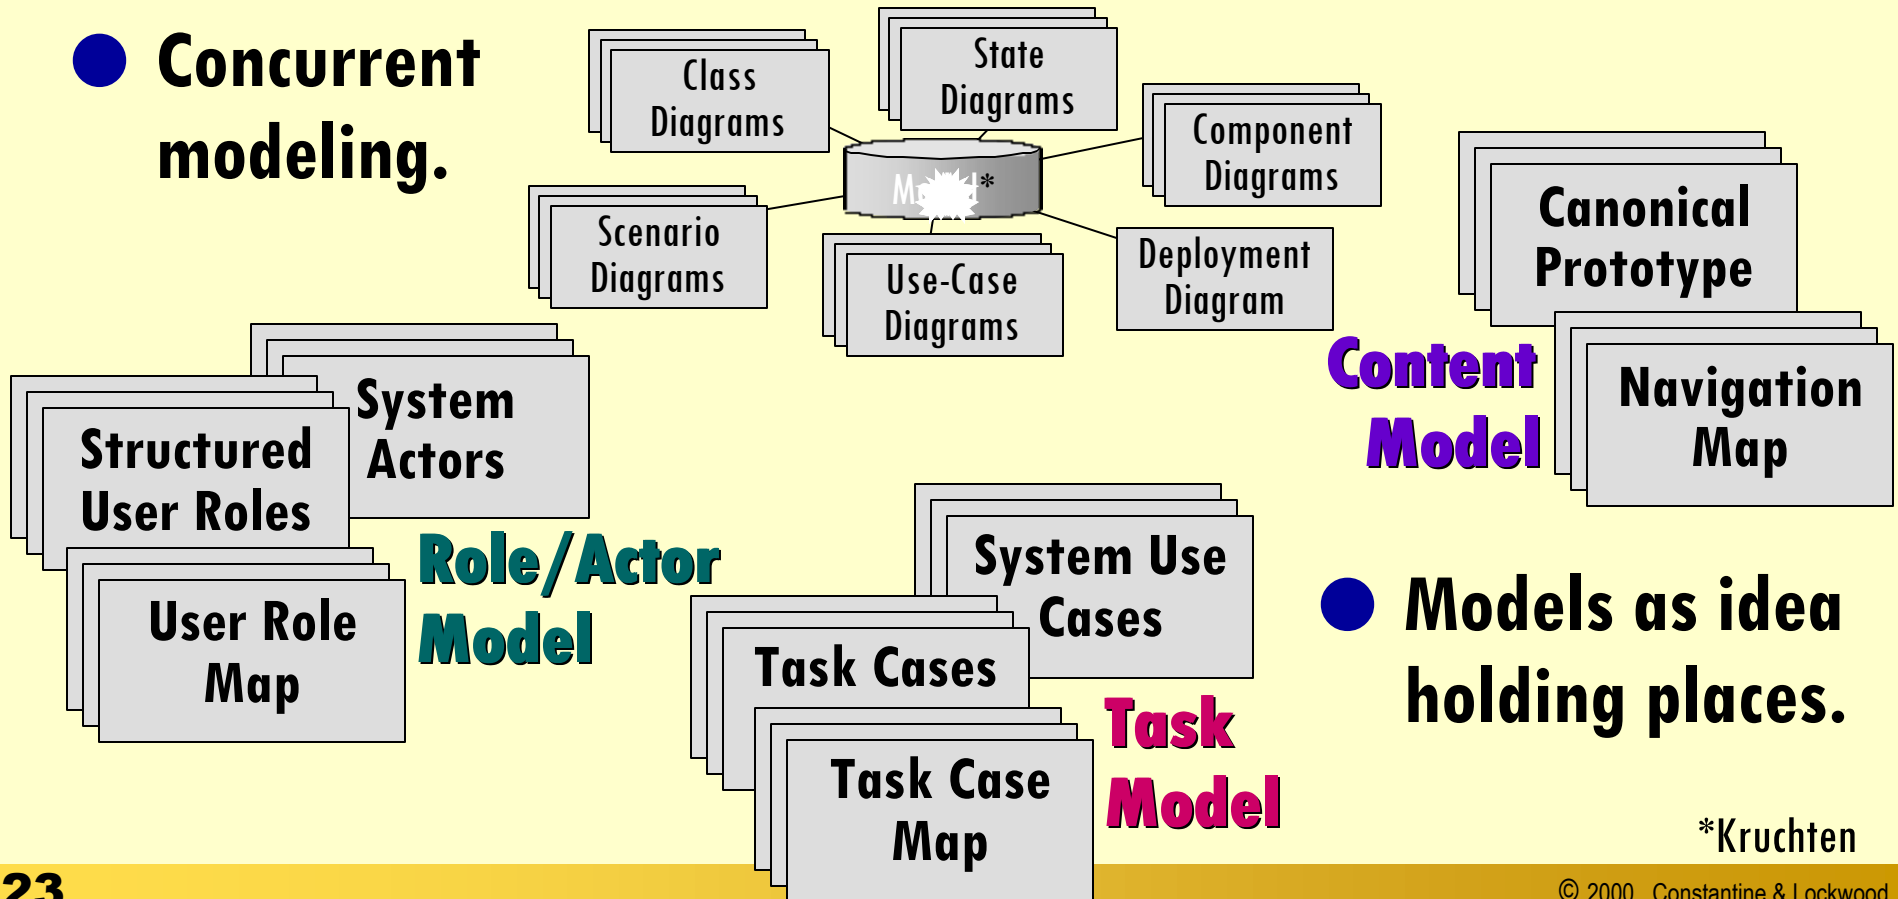 Concurrent
modeling.
Class
Diagrams
State
Diagrams
Component
Diagrams
*
Scenario
Diagrams
Use-Case
Diagrams
Deployment
Diagram
Canonical
Prototype
Navigation
Map
Content
Model
System
Actors
Structured
User Roles
User Role
Map
Role/Actor
Model
System Use
Cases
Task Cases
Task Case
Map
Task
Model
Models as idea
holding places.
*Kruchten
23
© 2000 Constantine & Lockwood